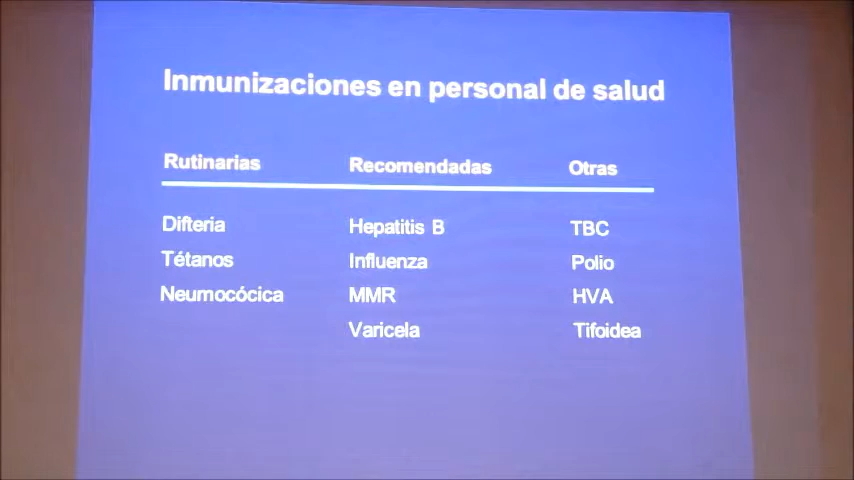 Inmunizaciones en personal de salud
Rutinarias Recomendadas Otras
Difteria Hepatitis B TBC
Tétanos Influenza Polio
Neumocócica MMR HVA
Varicela Tifoidea